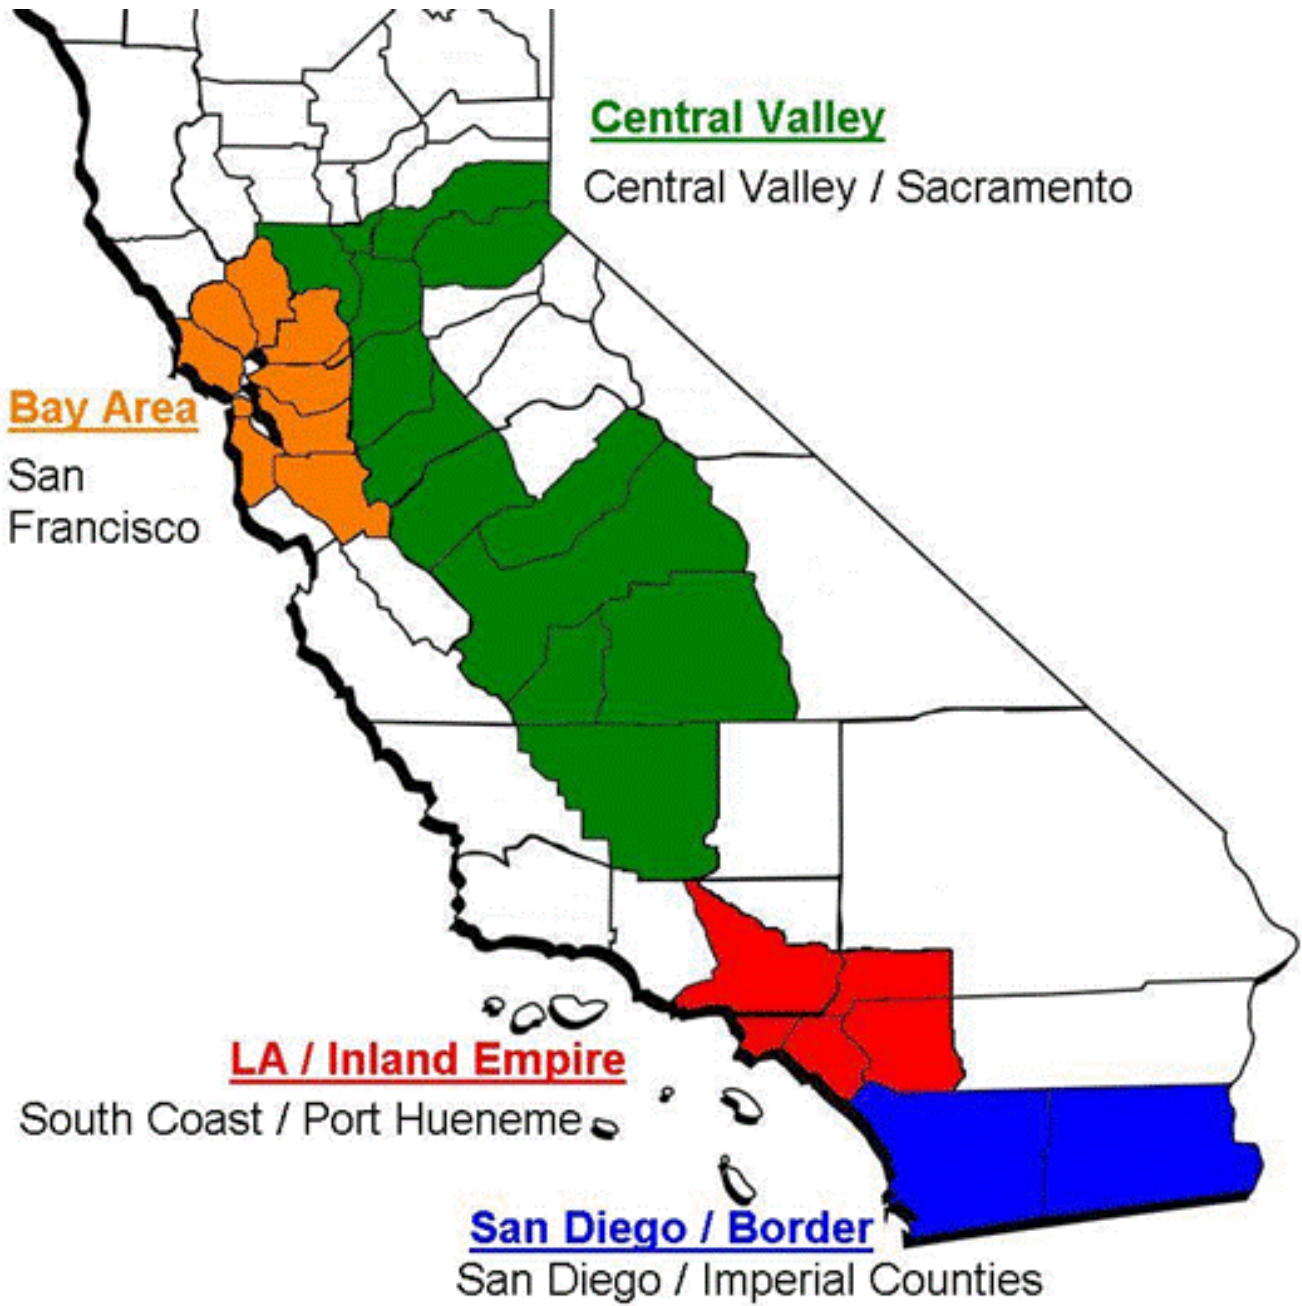 Central Valley
Central Valley / Sacramento
Bay Area
San
Francisco
LA / Inland Empire
South Coast / Port Hueneme
San Diego / Border
San Diego / Imperial Counties